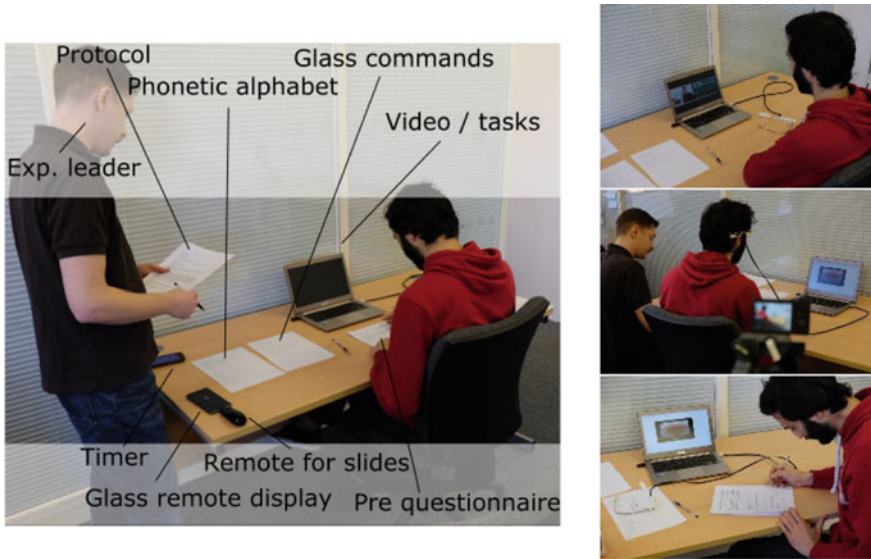 Protocol
Glass commands
Phonetic alphabet
Video / tasks
Exp. leader
Timer
Remote for slides
Glass remote display
Pre questionnaire